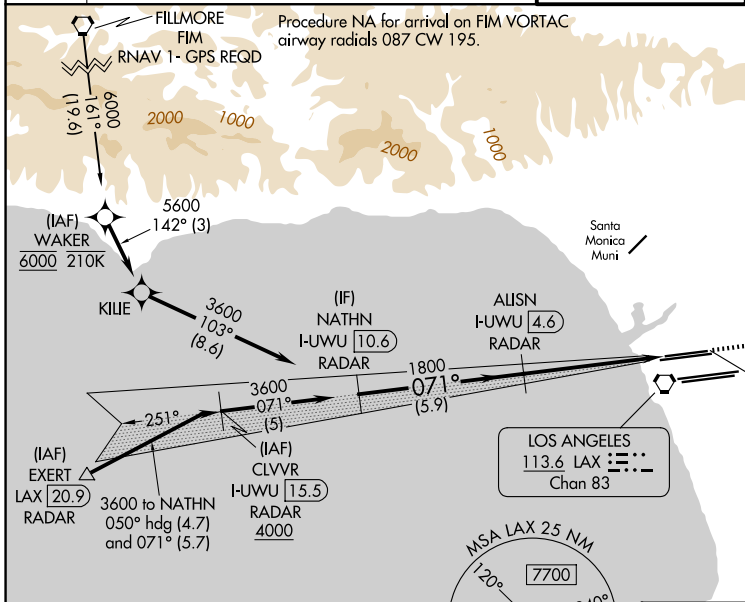 FILLMORE
FIM
RNAV 1- GPS REQD
Procedure NA for arrival on FIM VORTAC
airway radials 087 CW 195.
6000
161°
(19.6)
2000
1000
2000
1000
(IAF)
WAKER
6000 210K
5600
142° (3)
KILIE
3600
103°
(8.6)
Santa
Monica
Muni
(IF)
NATHN
I-UWU 10.6
RADAR
ALISN
I-UWU 4.6
RADAR
3600
071°
(5)
1800
071°
(5.9)
251°
(IAF)
EXERT
LAX 20.9
RADAR
3600 to NATHN
050° hdg (4.7)
and 071° (5.7)
(IAF)
CLVVR
I-UWU 15.5
RADAR
4000
LOS ANGELES
113.6 LAX
Chan 83
MSA LAX 25 NM
120°
7700